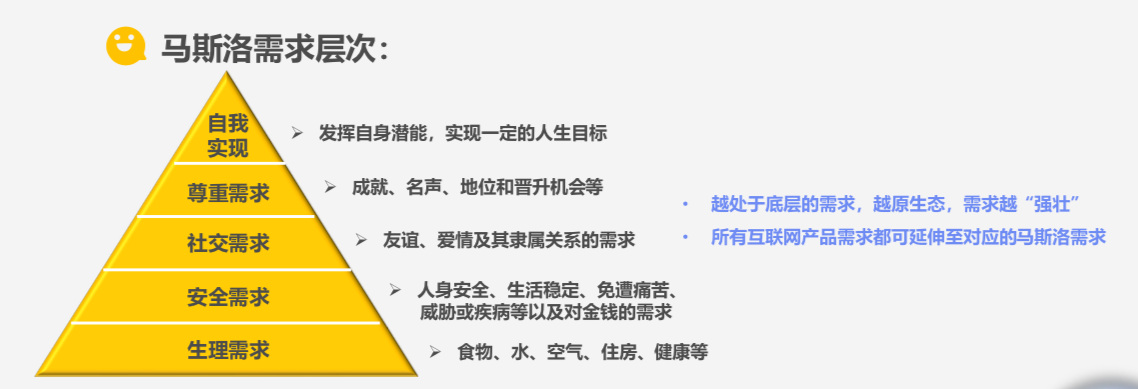 马斯洛需求层次：
自我
实现
发挥自身潜能，实现一定的人生目标
尊重需求
成就、名声、地位和晋升机会等
社交需求
友谊、爱情及其隶属关系的需求
安全需求
人身安全、生活稳定、免遭痛苦、
威胁或疾病等以及对金钱的需求
生理需求
食物、水、空气、住房、健康等
越处于底层的需求，越原生态，需求越“强壮”
所有互联网产品需求都可延伸至对应的马斯洛需求